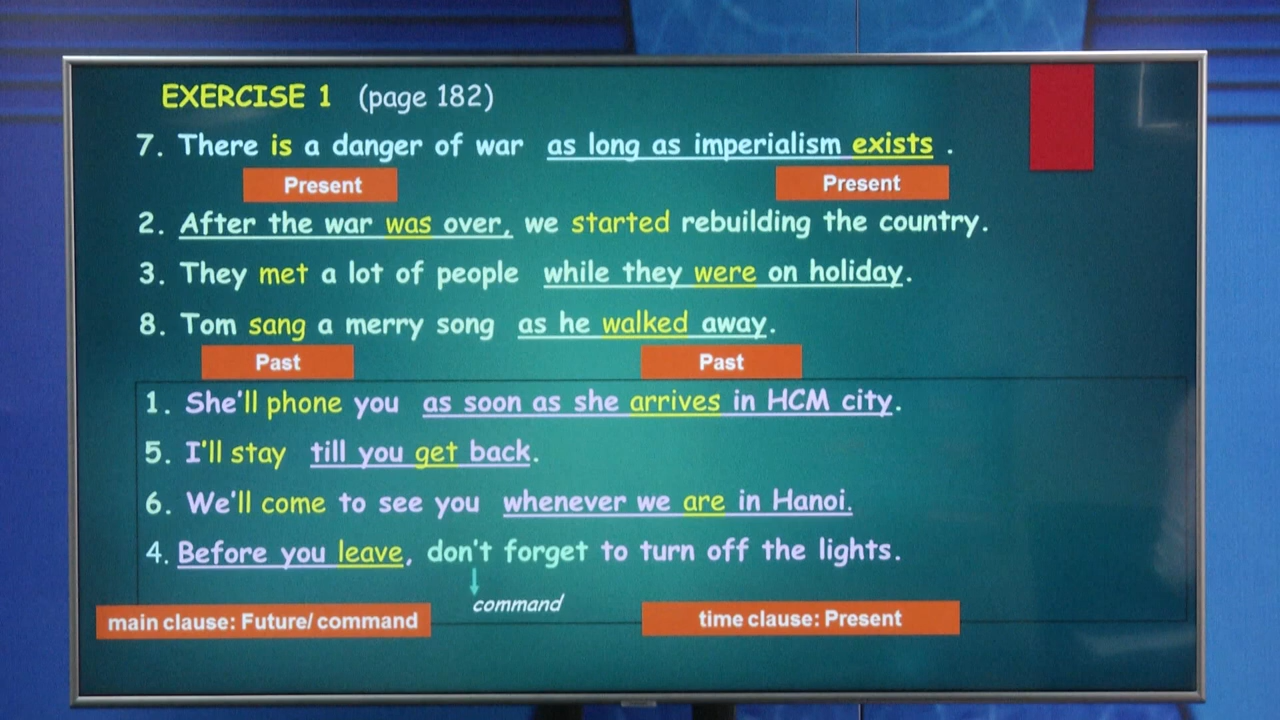 EXERCISE 1 (page 182)
7. There is a danger of war as long as imperialism exists .
Present Present
2. After the war was over, we started rebuilding the country.
3. They met a lot of people while they were on holiday.
8. Tom sang a merry song as he walked away.
Past Past
1. She'll phone you as soon as she arrives in HCM city.
5. I'll stay till you get back.
6. We'll come to see you whenever we are in Hanoi.
4. Before you leave, don't forget to turn off the lights.
command
main clause: Future/ command time clause: Present